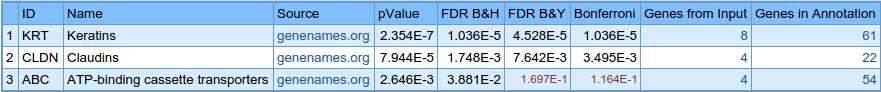 ID Name Source pValue FDR B&H FDR B&Y Bonferroni Genes from Input Genes in Annotation
1 KRT Keratins genenames.org 2.354E-7 1.036E-5 4.528E-5 1.036E-5 8 61
2 CLDN Claudins genenames.org 7.944E-5 1.748E-3 7.642E-3 3.495E-3 4 22
3 ABC ATP-binding cassette transporters genenames.org 2.646E-3 3.881E-2 1.697E-1 1.164E-1 4 54